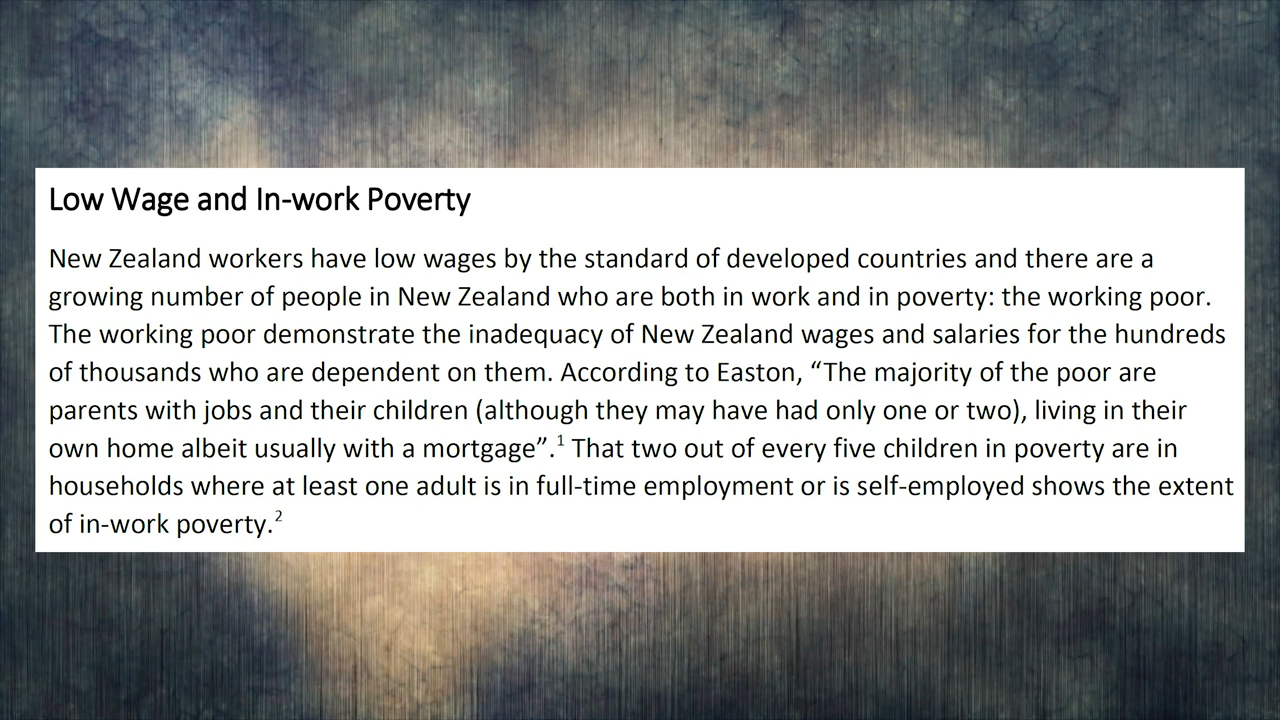 Low Wage and In-work Poverty
New Zealand workers have low wages by the standard of developed countries and there are a
growing number of people in New Zealand who are both in work and in poverty: the working poor.
The working poor demonstrate the inadequacy of New Zealand wages and salaries for the hundreds
of thousands who are dependent on them. According to Easton, “The majority of the poor are
parents with jobs and their children (although they may have had only one or two), living in their
own home albeit usually with a mortgage”.¹ That two out of every five children in poverty are in
households where at least one adult is in full-time employment or is self-employed shows the extent
of in-work poverty.²